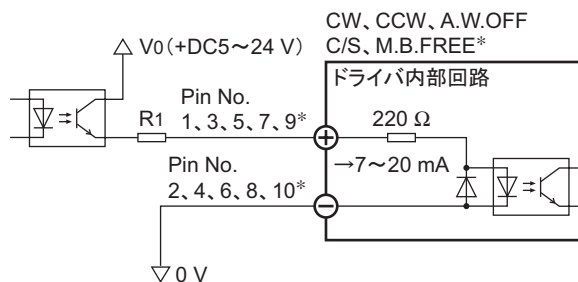 CW、CCW、A.W.OFF
C/S、M.B.FREE*
V0(+DC5～24 V)
ドライバ内部回路
Pin No.
1、3、5、7、9*
R1
220 Ω
→7～20 mA
Pin No.
2、4、6、8、10*
0 V